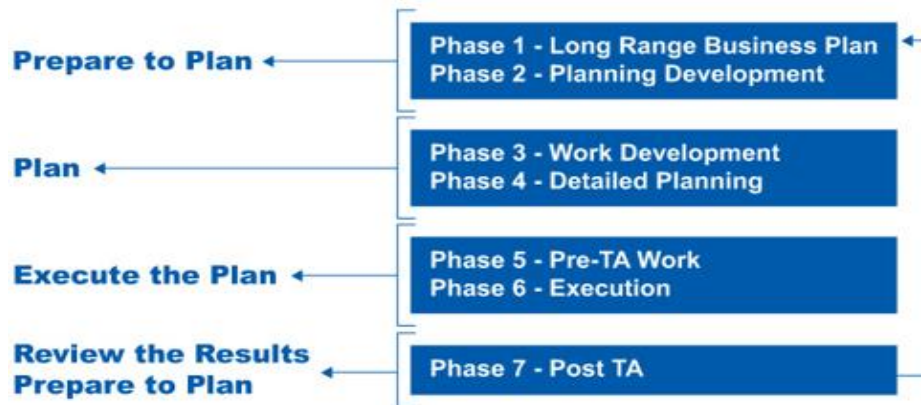 Prepare to Plan
Phase 1 - Long Range Business Plan
Phase 2 - Planning Development
Plan
Phase 3 - Work Development
Phase 4 - Detailed Planning
Execute the Plan
Phase 5 - Pre-TA Work
Phase 6 - Execution
Review the Results
Prepare to Plan
Phase 7 - Post TA